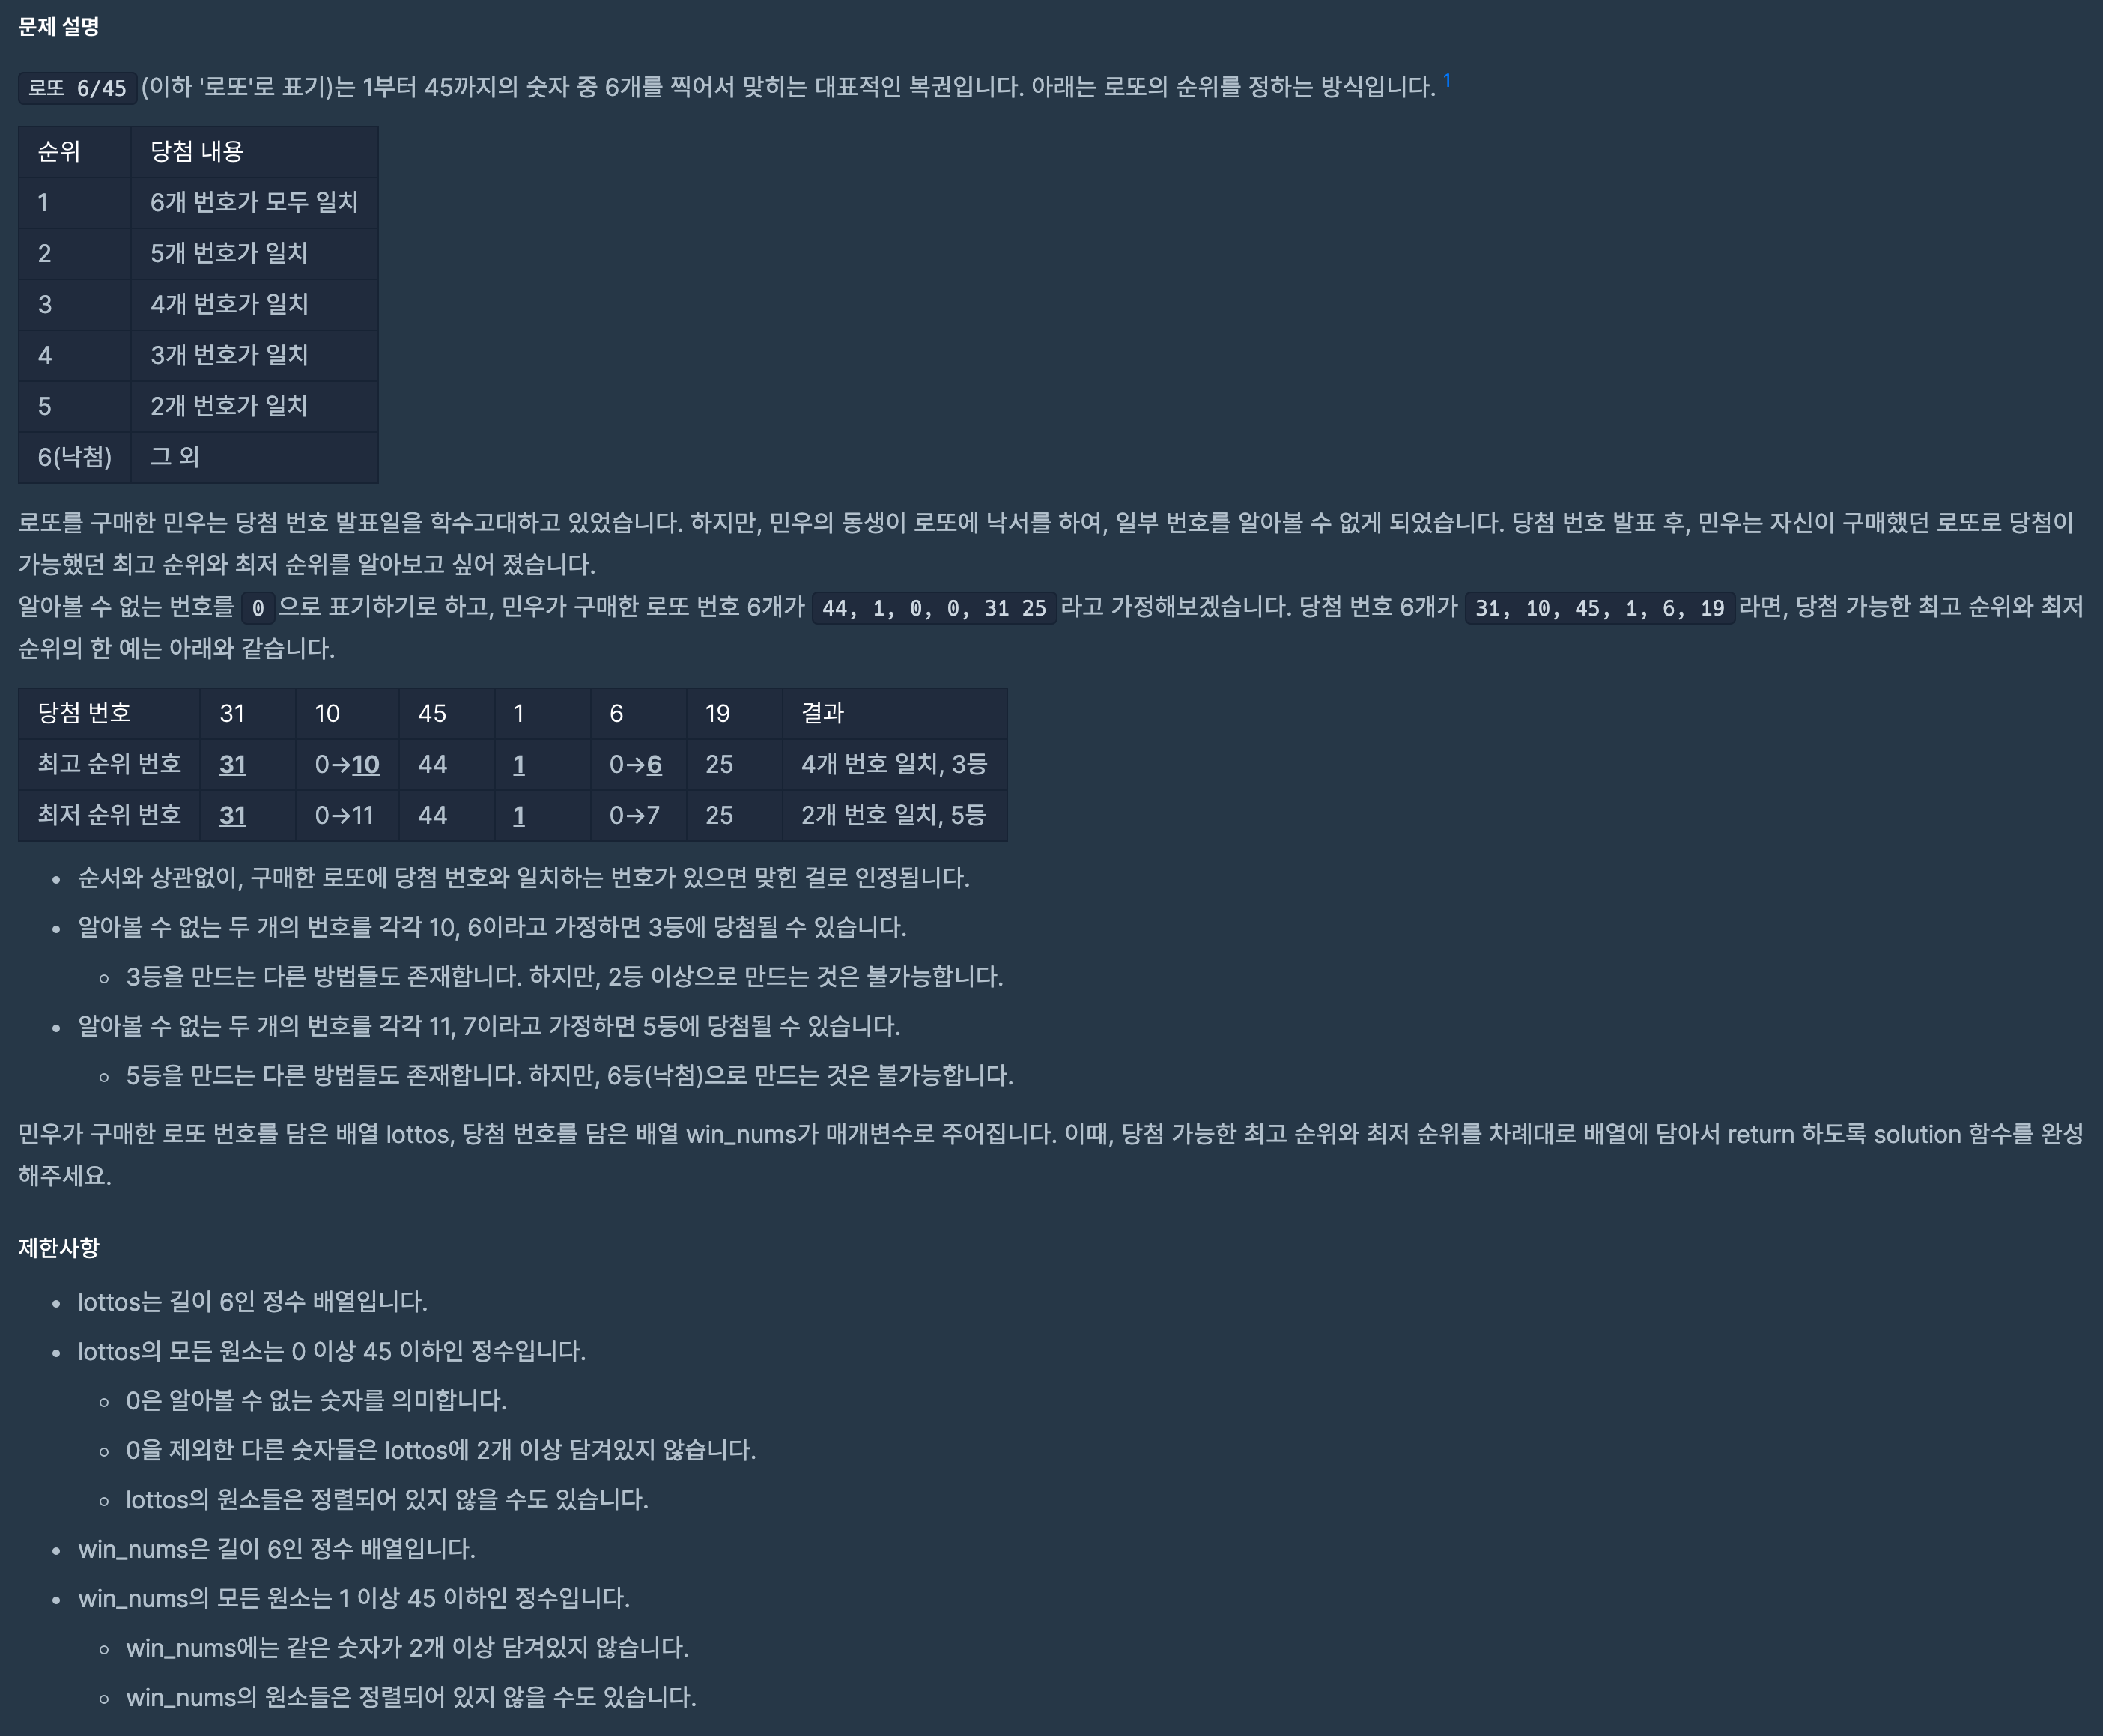 문제 설명
로또 6/45 (이하 '로또'로 표기)는 1부터 45까지의 숫자 중 6개를 찍어서 맞히는 대표적인 복권입니다. 아래는 로또의 순위를 정하는 방식입니다. 1
순위 당첨 내용
1 6개 번호가 모두 일치
2 5개 번호가 일치
3 4개 번호가 일치
4 3개 번호가 일치
5 2개 번호가 일치
6(낙첨) 그 외
로또를 구매한 민우는 당첨 번호 발표일을 학수고대하고 있었습니다. 하지만, 민우의 동생이 로또에 낙서를 하여, 일부 번호를 알아볼 수 없게 되었습니다. 당첨 번호 발표 후, 민우는 자신이 구매했던 로또로 당첨이
가능했던 최고 순위와 최저 순위를 알아보고 싶어 졌습니다.
알아볼 수 없는 번호를 0 으로 표기하기로 하고, 민우가 구매한 로또 번호 6개가 44, 1, 0, 0, 31 25 라고 가정해보겠습니다. 당첨 번호 6개가 31, 10, 45, 1, 6, 19 라면, 당첨 가능한 최고 순위와 최저
순위의 한 예는 아래와 같습니다.
당첨 번호 31 10 45 1 6 19 결과
최고 순위 번호 31 0→10 44 1 0→6 25 4개 번호 일치, 3등
최저 순위 번호 31 0→11 44 1 0→7 25 2개 번호 일치, 5등
• 순서와 상관없이, 구매한 로또에 당첨 번호와 일치하는 번호가 있으면 맞힌 걸로 인정됩니다.
• 알아볼 수 없는 두 개의 번호를 각각 10, 6이라고 가정하면 3등에 당첨될 수 있습니다.
◦ 3등을 만드는 다른 방법들도 존재합니다. 하지만, 2등 이상으로 만드는 것은 불가능합니다.
• 알아볼 수 없는 두 개의 번호를 각각 11, 7이라고 가정하면 5등에 당첨될 수 있습니다.
◦ 5등을 만드는 다른 방법들도 존재합니다. 하지만, 6등(낙첨)으로 만드는 것은 불가능합니다.
민우가 구매한 로또 번호를 담은 배열 lottos, 당첨 번호를 담은 배열 win_nums가 매개변수로 주어집니다. 이때, 당첨 가능한 최고 순위와 최저 순위를 차례대로 배열에 담아서 return 하도록 solution 함수를 완성
해주세요.
제한사항
• lottos는 길이 6인 정수 배열입니다.
• lottos의 모든 원소는 0 이상 45 이하인 정수입니다.
◦ 0은 알아볼 수 없는 숫자를 의미합니다.
◦ 0을 제외한 다른 숫자들은 lottos에 2개 이상 담겨있지 않습니다.
◦ lottos의 원소들은 정렬되어 있지 않을 수도 있습니다.
• win_nums은 길이 6인 정수 배열입니다.
• win_nums의 모든 원소는 1 이상 45 이하인 정수입니다.
◦ win_nums에는 같은 숫자가 2개 이상 담겨있지 않습니다.
◦ win_nums의 원소들은 정렬되어 있지 않을 수도 있습니다.